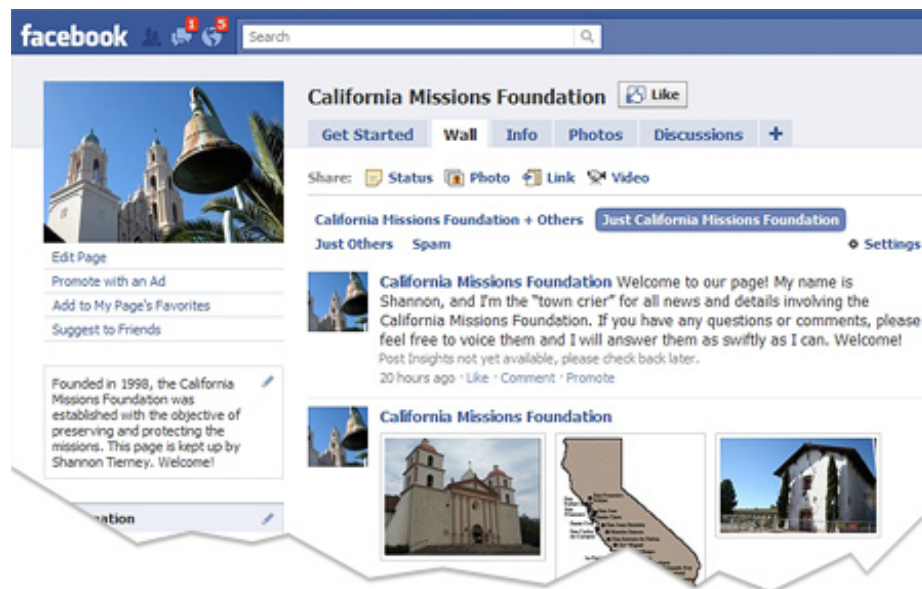 facebook 1 5 Search
California Missions Foundation Like
Get Started Wall Info Photos Discussions +
Share: Status Photo Link Video
California Missions Foundation + Others Just California Missions Foundation
Just Others Spam Settings
Edit Page
Promote with an Ad
Add to My Page's Favorites
Suggest to Friends
Founded in 1998, the California
Missions Foundation was
established with the objective of
preserving and protecting the
missions. This page is kept up by
Shannon Tierney. Welcome!
mation
California Missions Foundation Welcome to our page! My name is
Shannon, and I'm the "town crier" for all news and details involving the
California Missions Foundation. If you have any questions or comments, please
feel free to voice them and I will answer them as swiftly as I can. Welcome!
Post Insights not yet available, please check back later.
20 hours ago · Like · Comment · Promote
California Missions Foundation